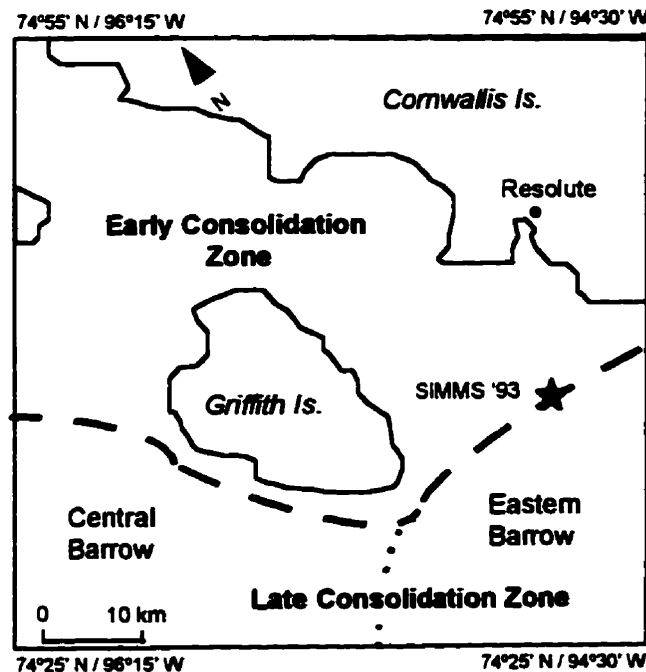 74°55' N / 96°15' W
74°55' N / 94°30' W
N
Cornwallis Is.
Resolute
Early Consolidation
Zone
SIMMS '93
Griffith Is.
Central
Barrow
Eastern
Barrow
0 10 km
Late Consolidation Zone
74°25' N / 96°15' W
74°25' N / 94°30' W